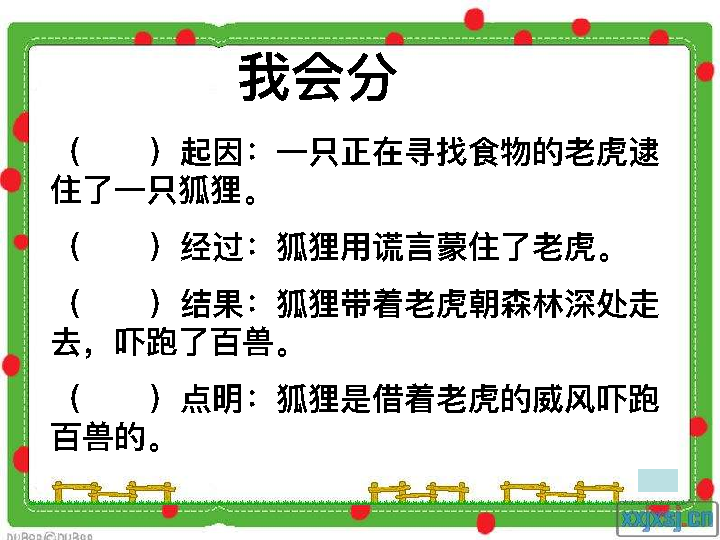 我会分
（　　）起因：一只正在寻找食物的老虎逮
住了一只狐狸。
（　　）经过：狐狸用谎言蒙住了老虎。
（　　）结果：狐狸带着老虎朝森林深处走
去，吓跑了百兽。
（　　）点明：狐狸是借着老虎的威风吓跑
百兽的。
xxjxsj.cn